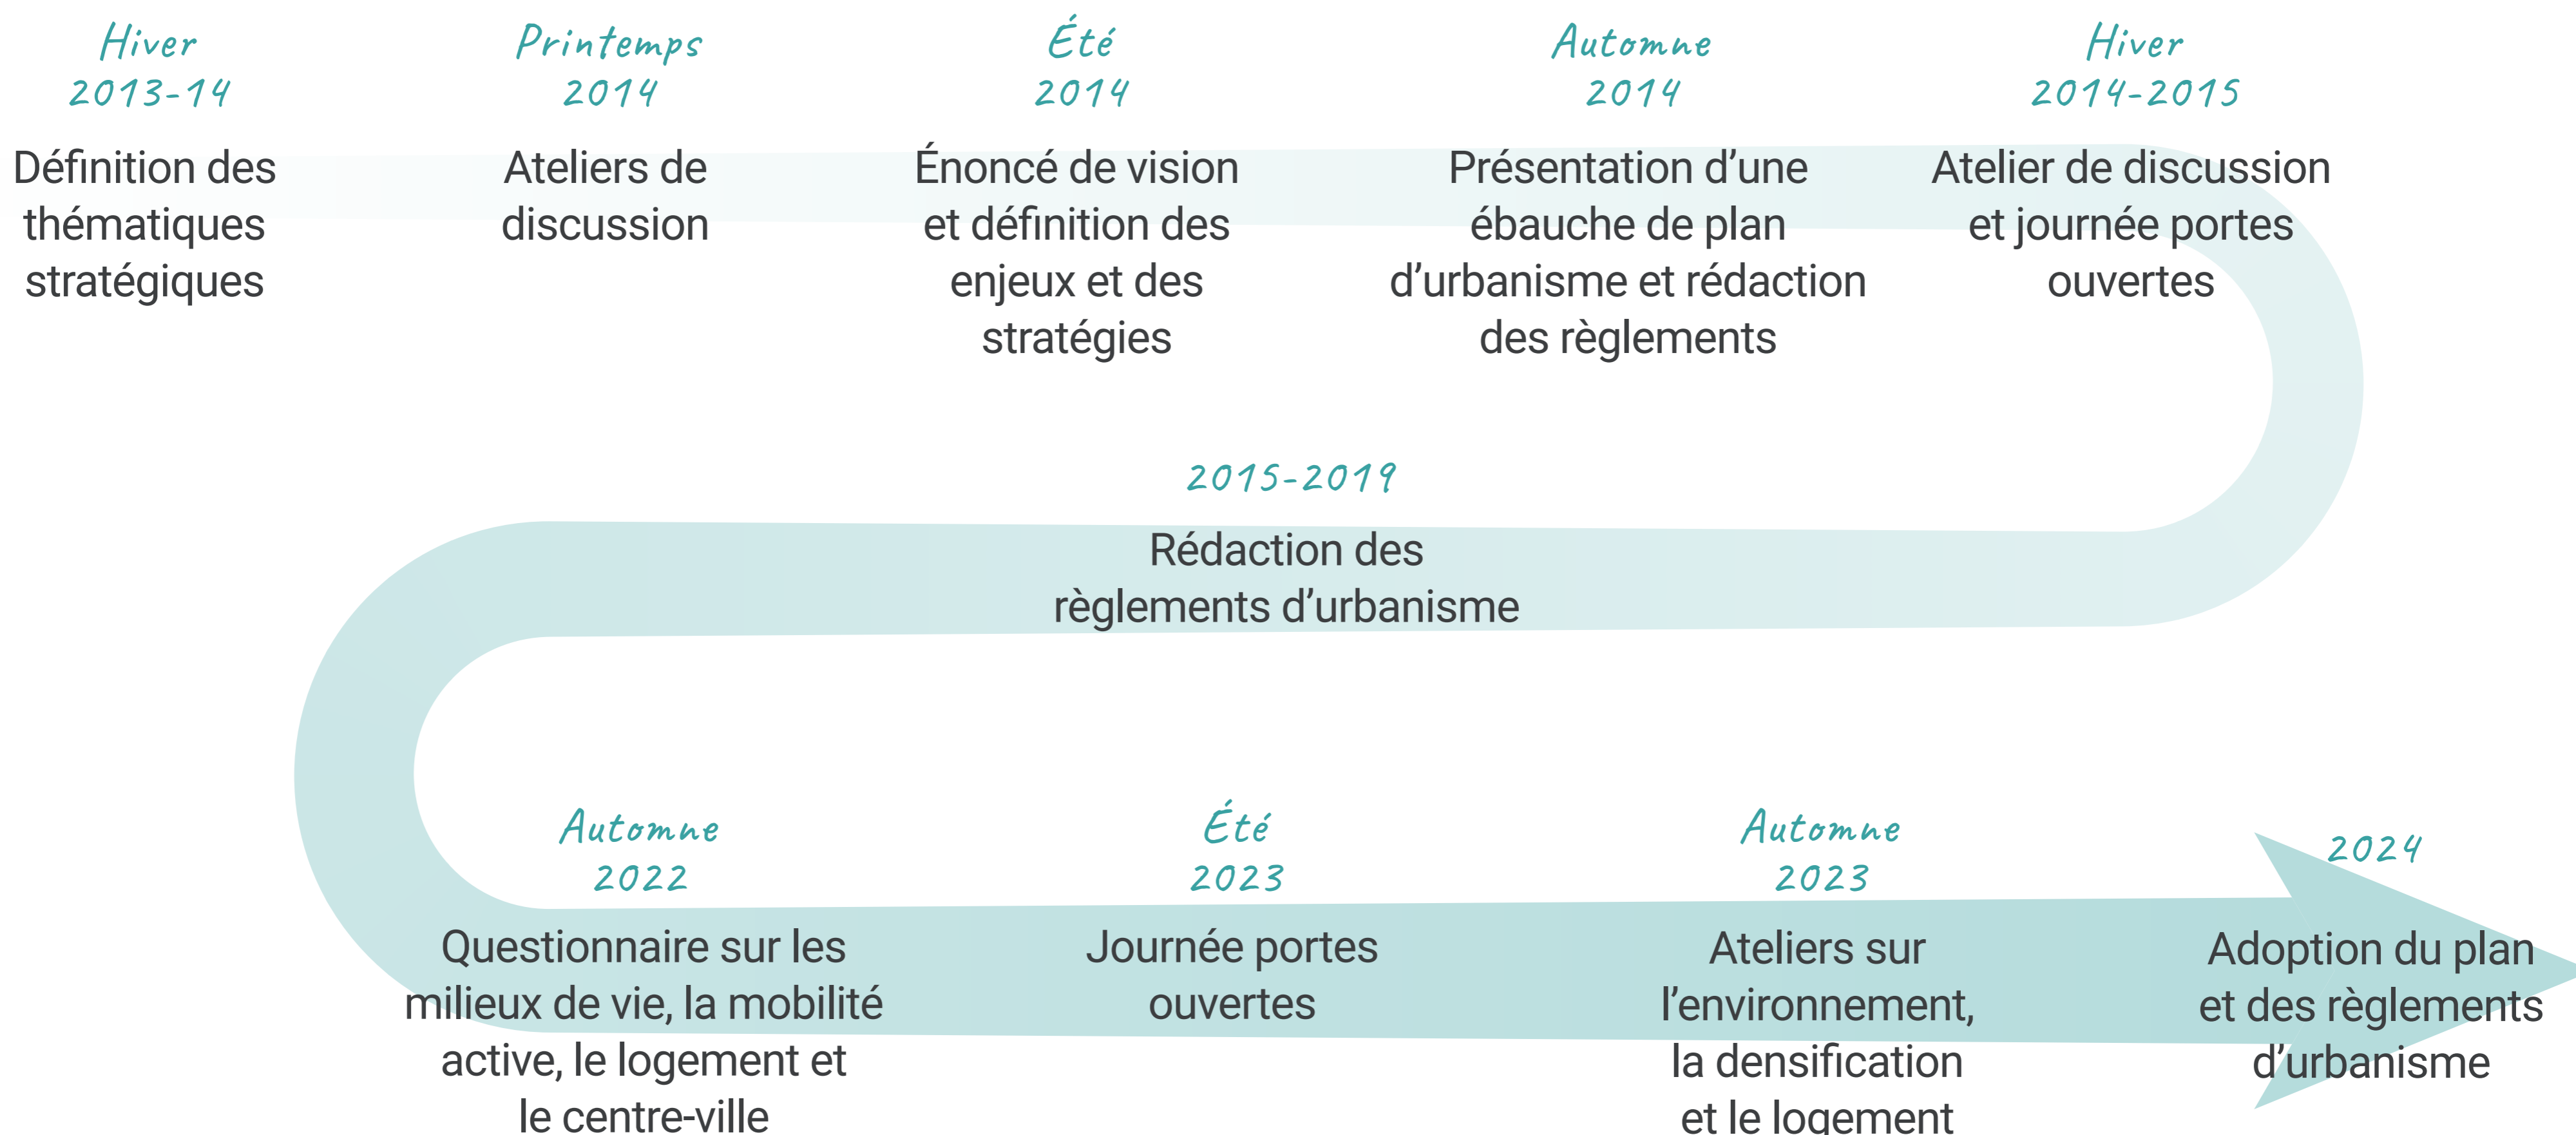 Hiver
2013-14
Définition des
thématiques
stratégiques
Printemps
2014
Ateliers de
discussion
Été
2014
Énoncé de vision
et définition des
enjeux et des
stratégies
Automne
2014
Présentation d’une
ébauche de plan
d’urbanisme et rédaction
des règlements
Hiver
2014-2015
Atelier de discussion
et journée portes
ouvertes
2015-2019
Rédaction des
règlements d’urbanisme
Automne
2022
Questionnaire sur les
milieux de vie, la mobilité
active, le logement et
le centre-ville
Été
2023
Journée portes
ouvertes
Automne
2023
Ateliers sur
l’environnement,
la densification
et le logement
2024
Adoption du plan
et des règlements
d’urbanisme